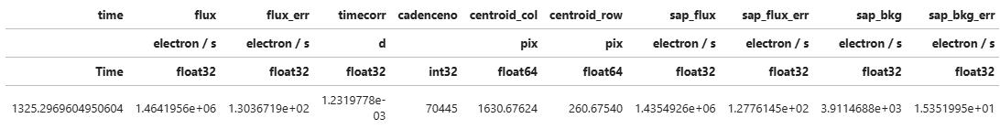 time flux flux_err timecorr cadenceno centroid_col centroid_row sap_flux sap_flux_err sap_bkg sap_bkg_err
electron / s electron / s d pix pix electron / s electron / s electron / s electron / s
Time float32 float32 float32 int32 float64 float64 float32 float32 float32 float32
1325.2969604950604 1.4641956e+06 1.3036719e+02 1.2319778e-
03 70445 1630.67624 260.67540 1.4354926e+06 1.2776145e+02 3.9114688e+03 1.5351995e+01